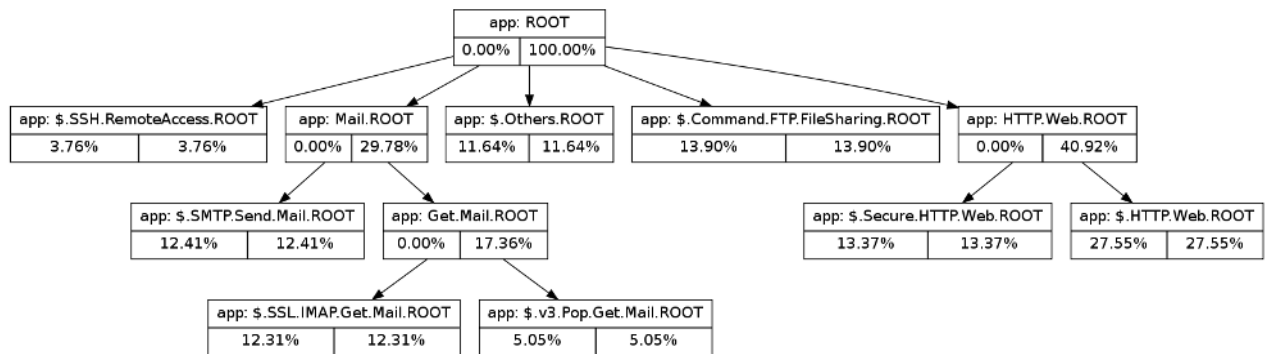 app: ROOT
0.00% 100.00%
app: $.SSH.RemoteAccess.ROOT
3.76% 3.76%
app: Mail.ROOT
0.00% 29.78%
app: $.Others.ROOT
11.64% 11.64%
app: $.Command.FTP.FileSharing.ROOT
13.90% 13.90%
app: HTTP.Web.ROOT
0.00% 40.92%
app: $.SMTP.Send.Mail.ROOT
12.41% 12.41%
app: Get.Mail.ROOT
0.00% 17.36%
app: $.Secure.HTTP.Web.ROOT
13.37% 13.37%
app: $.HTTP.Web.ROOT
27.55% 27.55%
app: $.SSL.IMAP.Get.Mail.ROOT
12.31% 12.31%
app: $.v3.Pop.Get.Mail.ROOT
5.05% 5.05%